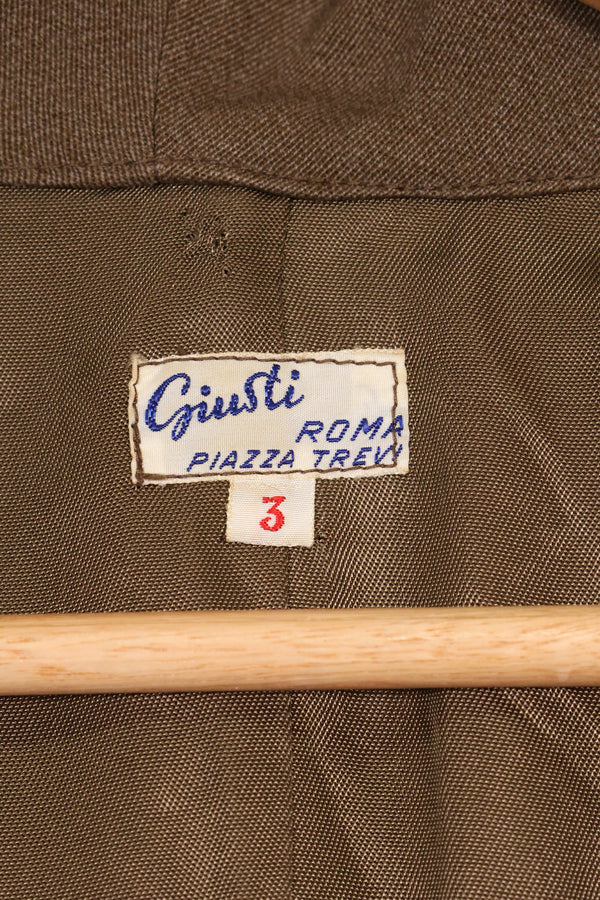 Giusti
ROMA
PIAZZA TREVI
3